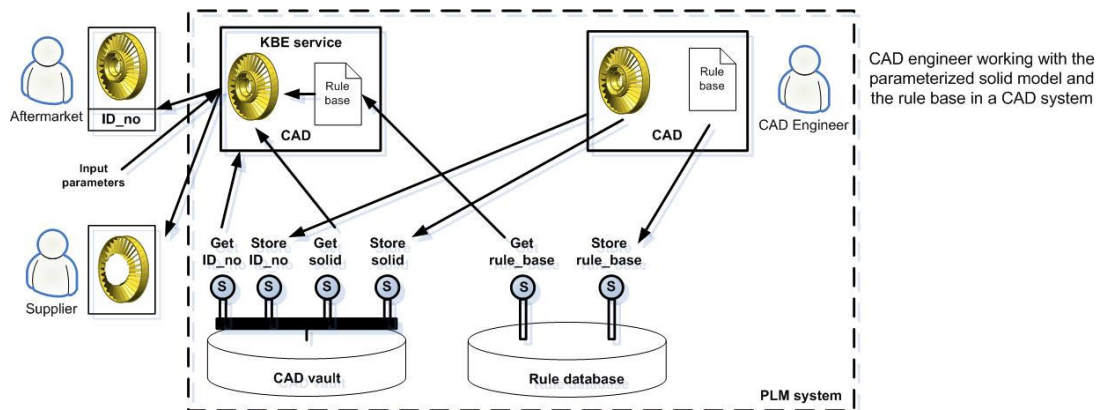 KBE service
Rule
base
CAD
Aftermarket
ID_no
Input
parameters
Supplier
Rule
base
CAD
CAD Engineer
CAD engineer working with the
parameterized solid model and
the rule base in a CAD system
Get
ID_no
Store
ID_no
Get
solid
Store
solid
Get
rule_base
Store
rule_base
S
S
S
S
S
S
CAD vault
Rule database
PLM system